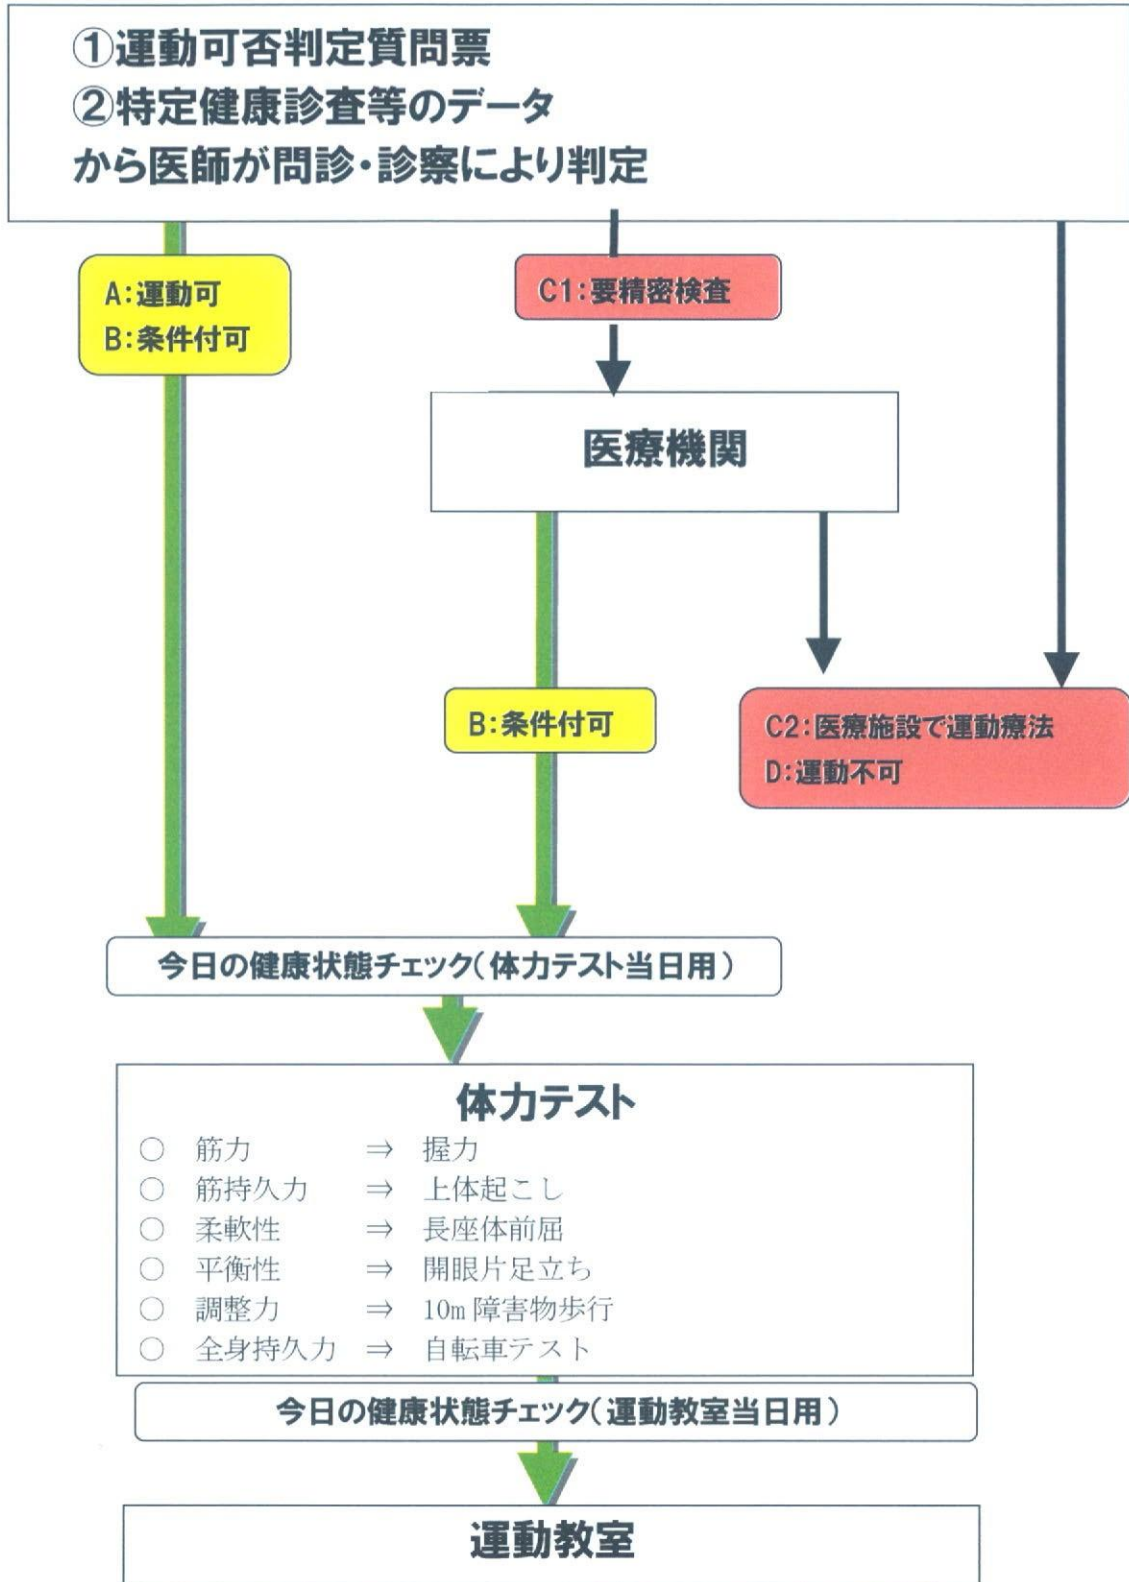 ①運動可否判定質問票
②特定健康診査等のデータ
から医師が問診・診察により判定
A:運動可
B:条件付可
C1:要精密検査
医療機関
B:条件付可
C2:医療施設で運動療法
D:運動不可
今日の健康状態チェック(体力テスト当日用)
体力テスト
○ 筋力 ⇒ 握力
○ 筋持久力 ⇒ 上体起こし
○ 柔軟性 ⇒ 長座体前屈
○ 平衡性 ⇒ 開眼片足立ち
○ 調整力 ⇒ 10m 障害物歩行
○ 全身持久力 ⇒ 自転車テスト
今日の健康状態チェック(運動教室当日用)
運動教室